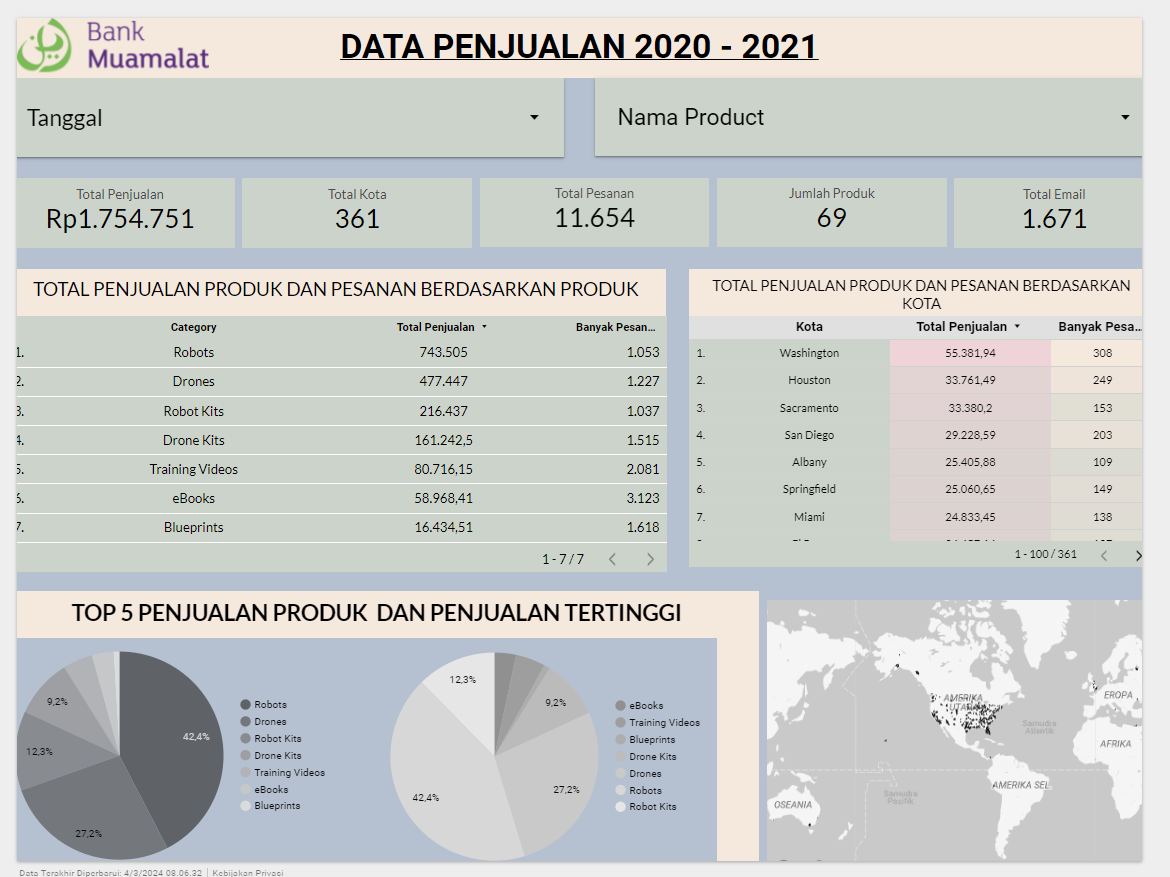 Bank
Muamalat
DATA PENJUALAN 2020 - 2021
Tanggal
Nama Product
Total Penjualan
Rp1.754.751
Total Kota
361
Total Pesanan
11.654
Jumlah Produk
69
Total Email
1.671
TOTAL PENJUALAN PRODUK DAN PESANAN BERDASARKAN PRODUK
Category Total Penjualan Banyak Pesan...
1. Robots 743.505 1.053
2. Drones 477.447 1.227
3. Robot Kits 216.437 1.037
4. Drone Kits 161.242,5 1.515
5. Training Videos 80.716,15 2.081
6. eBooks 58.968,41 3.123
7. Blueprints 16.434,51 1.618
1 - 7 / 7
TOTAL PENJUALAN PRODUK DAN PESANAN BERDASARKAN
KOTA
Kota Total Penjualan Banyak Pesa...
1. Washington 55.381,94 308
2. Houston 33.761,49 249
3. Sacramento 33.380,2 153
4. San Diego 29.228,59 203
5. Albany 25.405,88 109
6. Springfield 25.060,65 149
7. Miami 24.833,45 138
1 - 100 / 361
TOP 5 PENJUALAN PRODUK DAN PENJUALAN TERTINGGI
42,4%
27,2%
12,3%
9,2%
Robots
Drones
Robot Kits
Drone Kits
Training Videos
eBooks
Blueprints
12,3%
9,2%
27,2%
42,4%
eBooks
Training Videos
Blueprints
Drone Kits
Drones
Robots
Robot Kits
AMERIKA
UTARA
EROPA
Samudra
Atlantik
AFRIKA
AMERIKA SEL.
Samudra
Pasifik
OSEANIA
Data Terakhir Diperbarui: 4/3/2024 08.06.32 | Kebijakan Privasi